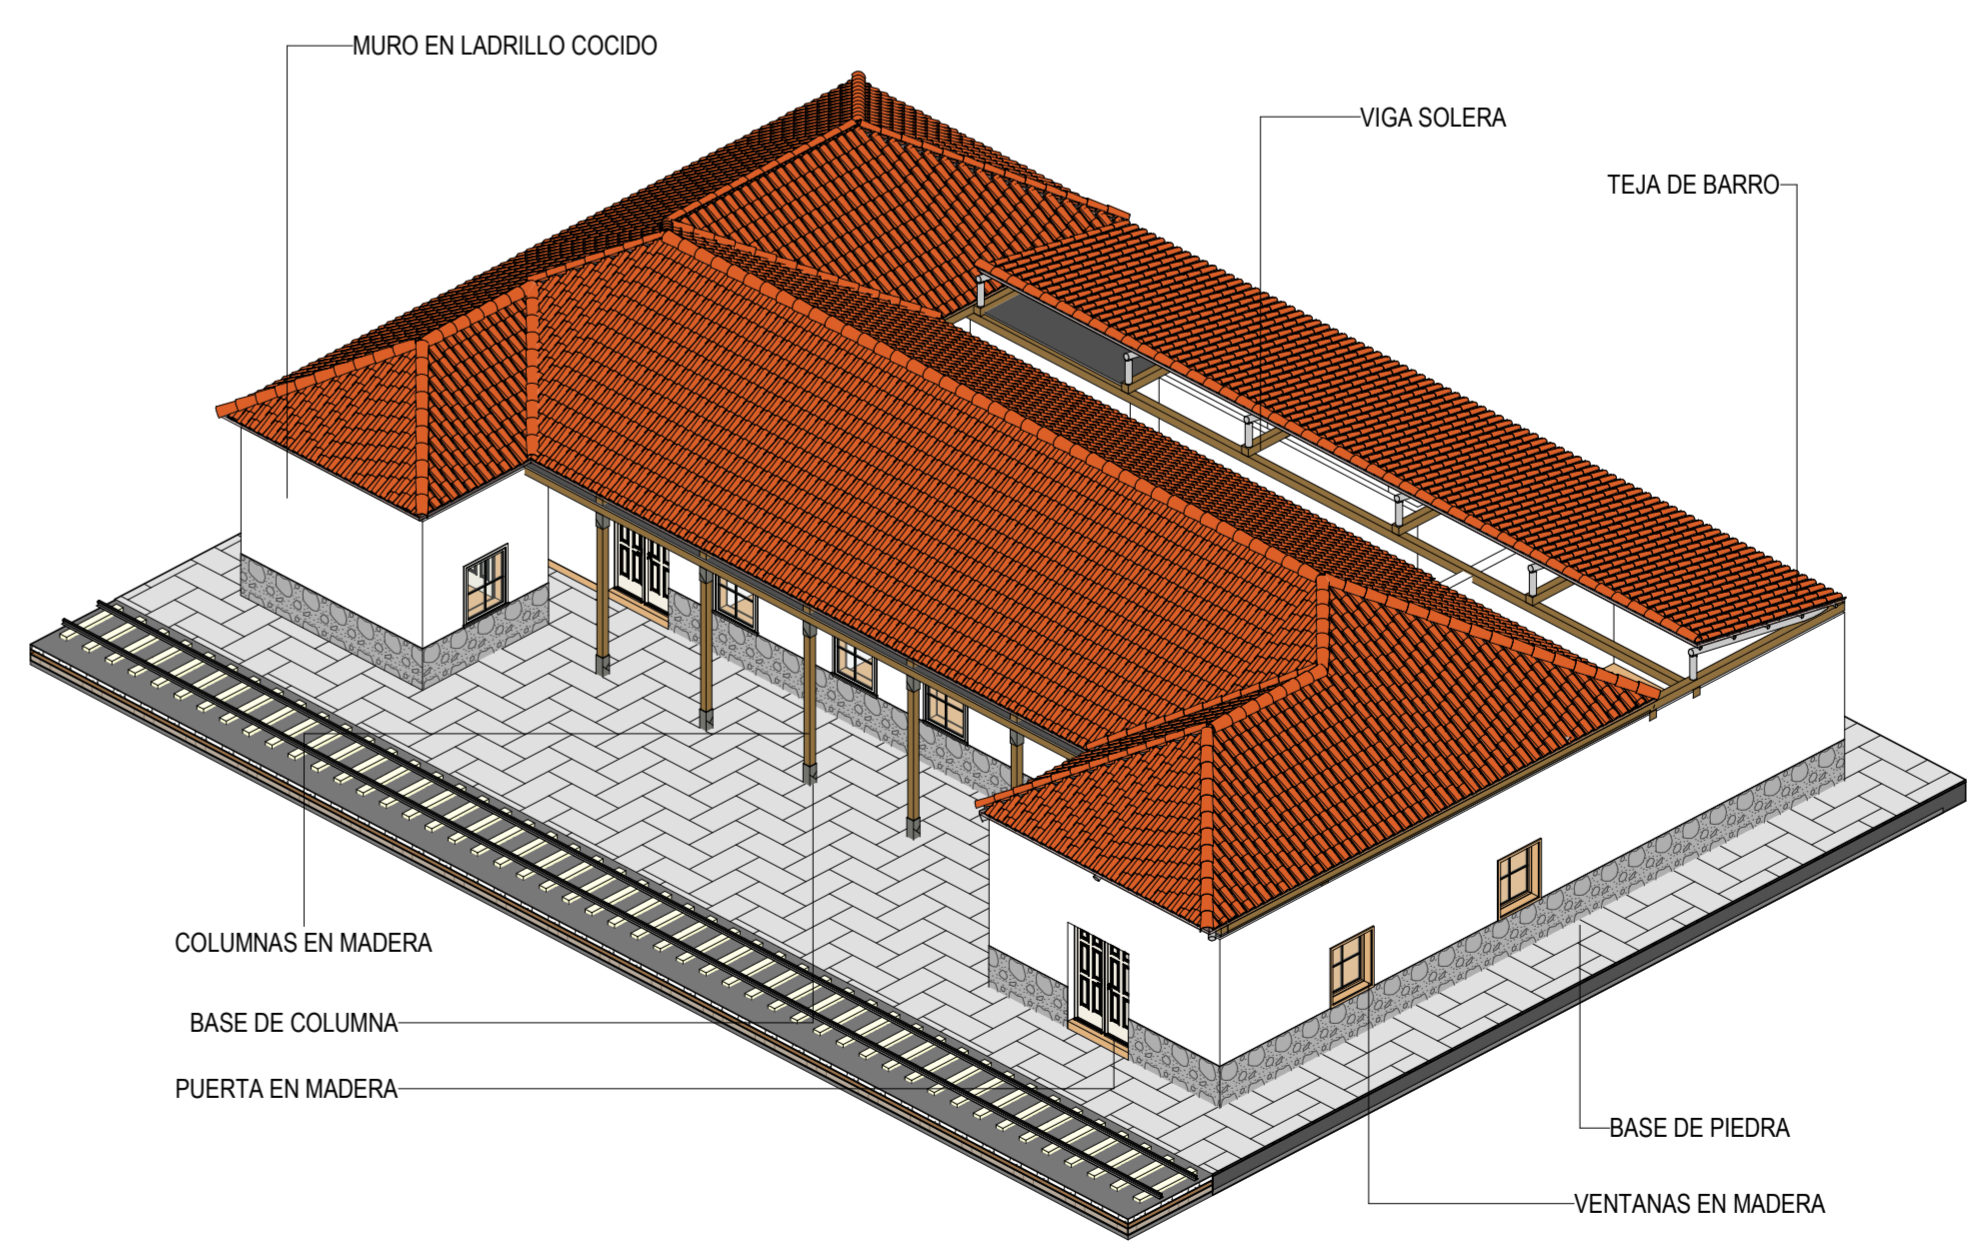 MURO EN LADRILLO COCIDO
VIGA SOLERA
TEJA DE BARRO
COLUMNAS EN MADERA
BASE DE COLUMNA
PUERTA EN MADERA
BASE DE PIEDRA
VENTANAS EN MADERA